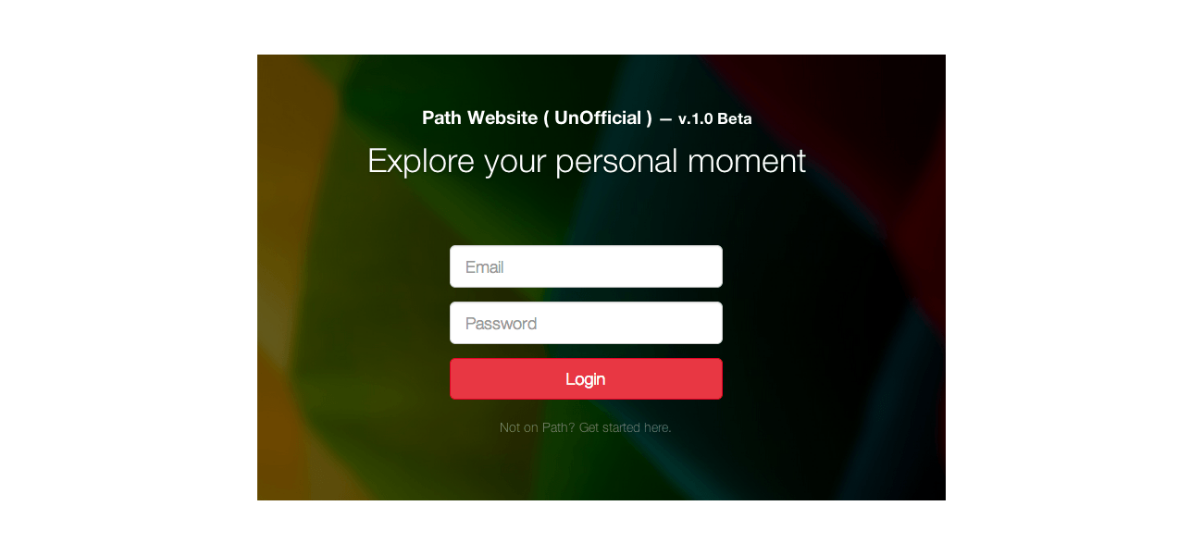 Path Website ( UnOfficial ) — v.1.0 Beta
Explore your personal moment
Email
Password
Login
Not on Path? Get started here.